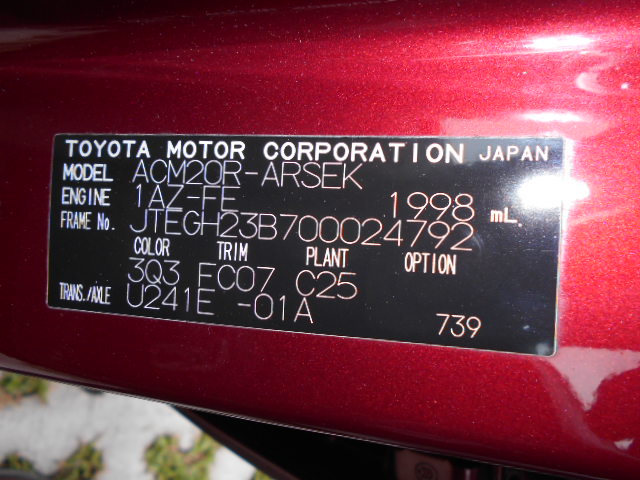 TOYOTA MOTOR CORPORATION JAPAN
MODEL ACM20R-ARSEK
ENGINE 1AZ-FE 1998 mL.
FRAME No. JTEGH23B700024792
COLOR TRIM PLANT OPTION
3Q3 FC07 C25
TRANS./AXLE U241E -01A
739